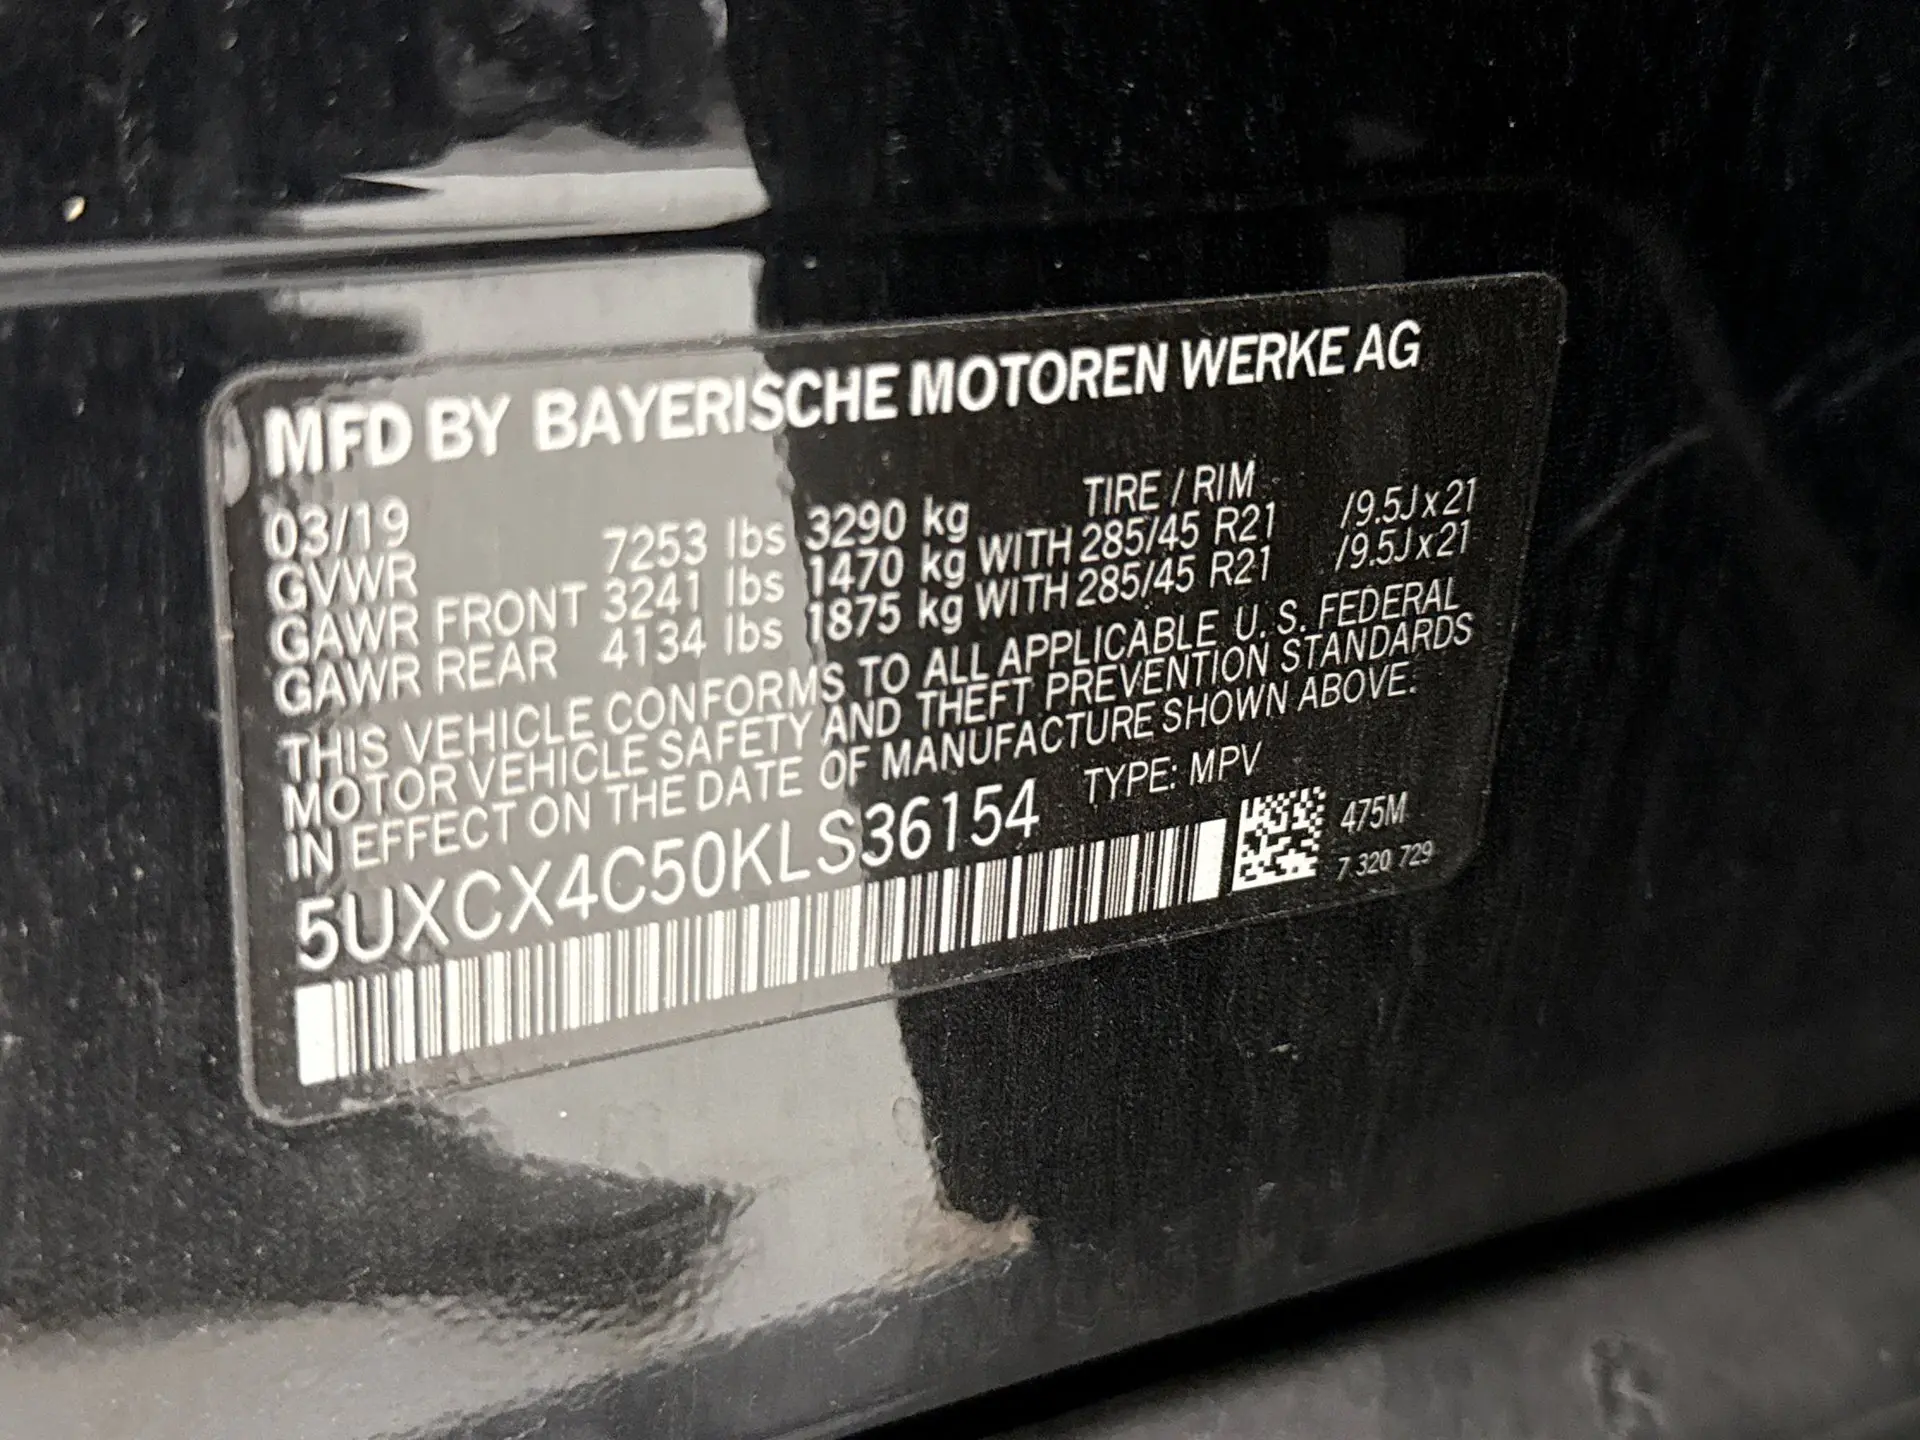 MFD BY BAYERISCHE MOTOREN WERKE AG
03/19 TIRE / RIM
GVWR 7253 lbs 3290 kg
GAWR FRONT 3241 lbs 1470 kg WITH 285/45 R21 /9.5Jx21
GAWR REAR 4134 lbs 1875 kg WITH 285/45 R21 /9.5Jx21
THIS VEHICLE CONFORMS TO ALL APPLICABLE U. S. FEDERAL
MOTOR VEHICLE SAFETY AND THEFT PREVENTION STANDARDS
IN EFFECT ON THE DATE OF MANUFACTURE SHOWN ABOVE.
5UXCX4C50KLS36154 TYPE: MPV
475M
7 320 729